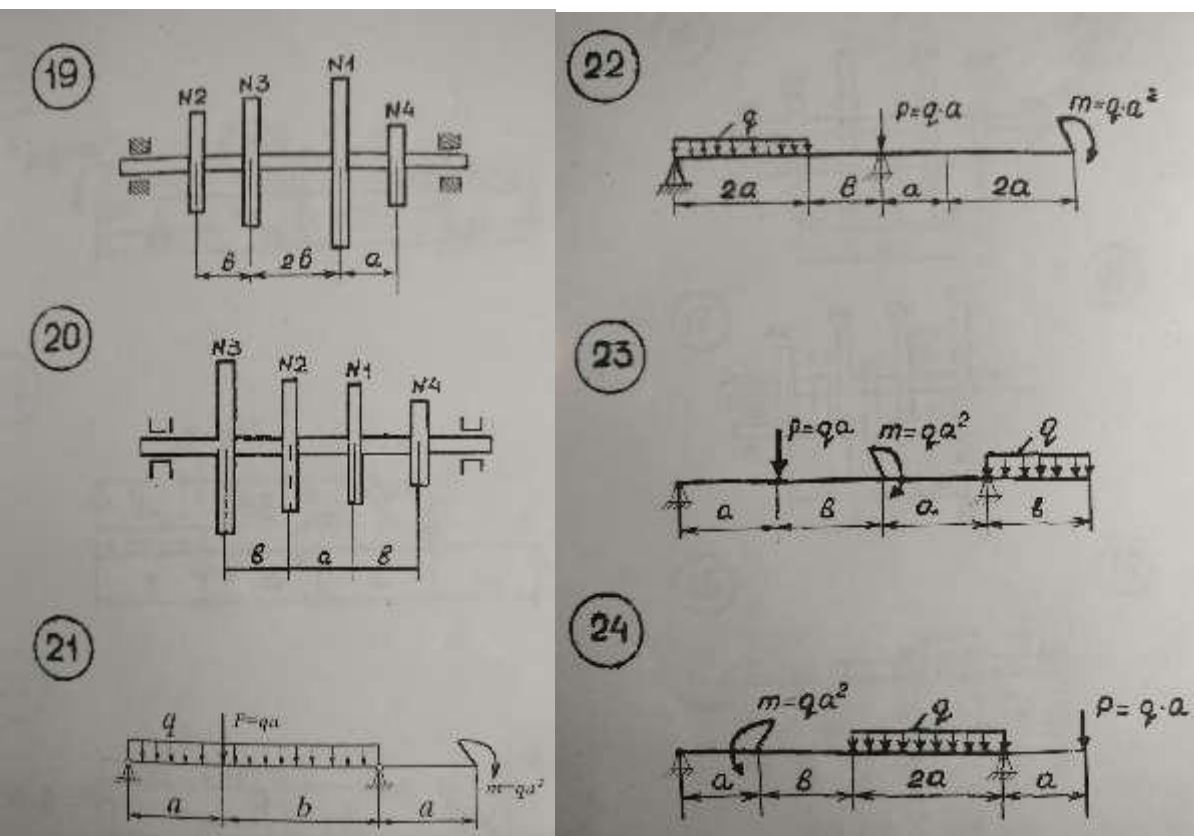 19
N2 N3 N1 N4
в 2в a
20
N3 N2 N1 N4
в a в
21
q P=qa
m=qa²
a b a
22
q P=q·a m=q·a²
2a в a 2a
23
P=qa m=qa² q
a в a в
24
m=qa² q P=q·a
a в 2a a